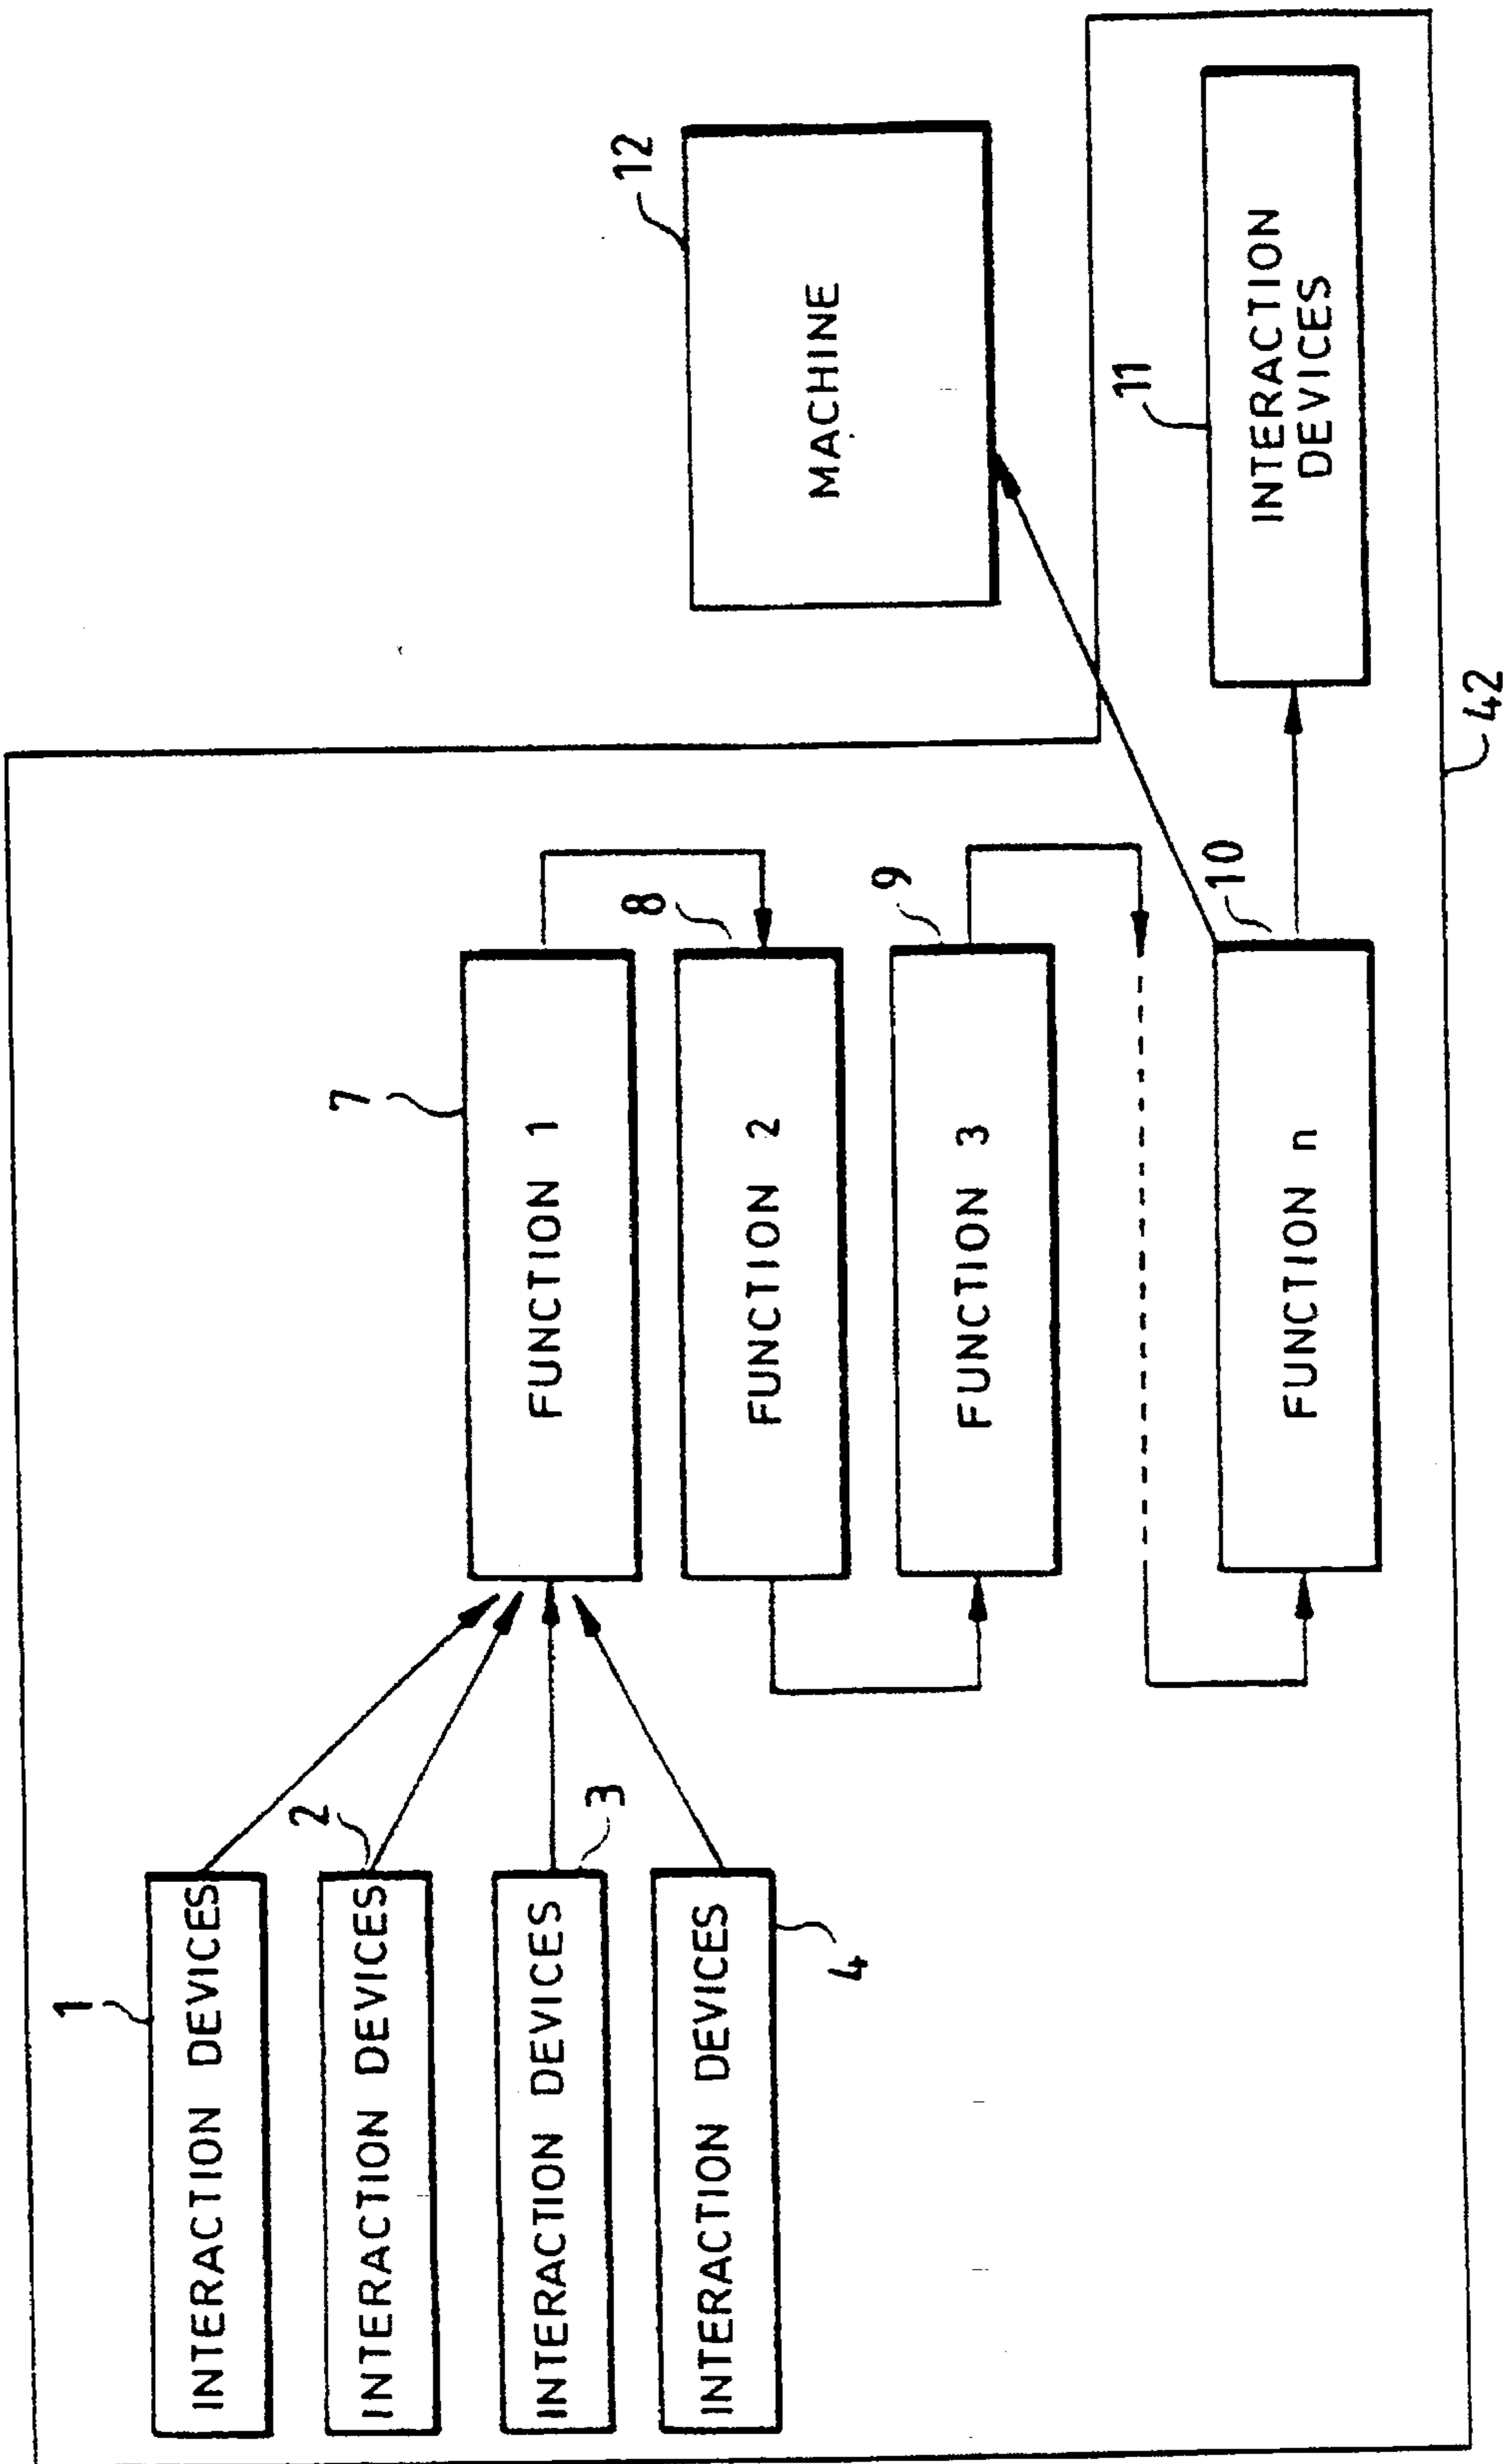 1
INTERACTION DEVICES
2
INTERACTION DEVICES
3
INTERACTION DEVICES
4
INTERACTION DEVICES
7
FUNCTION 1
8
FUNCTION 2
9
FUNCTION 3
10
FUNCTION n
12
MACHINE
11
INTERACTION
DEVICES
42